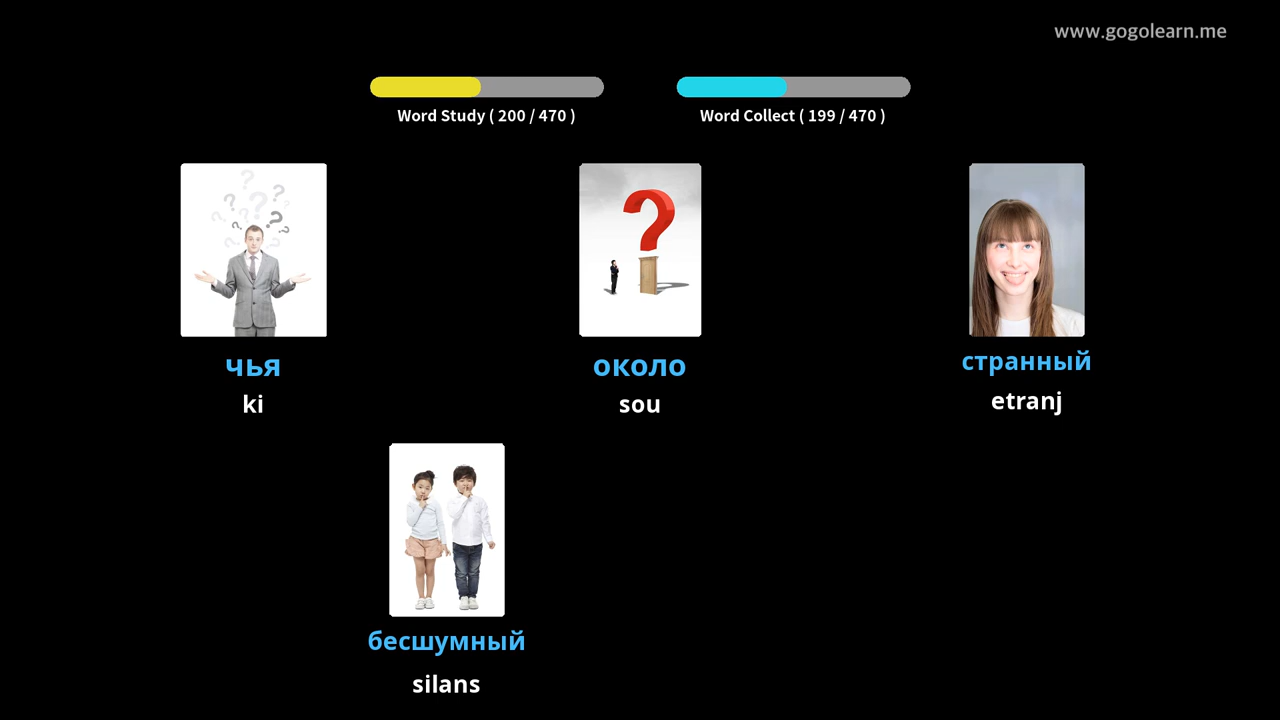 www.gogolearn.me
Word Study ( 200 / 470 )
Word Collect ( 199 / 470 )
чья
ki
около
sou
странный
etranj
бесшумный
silans